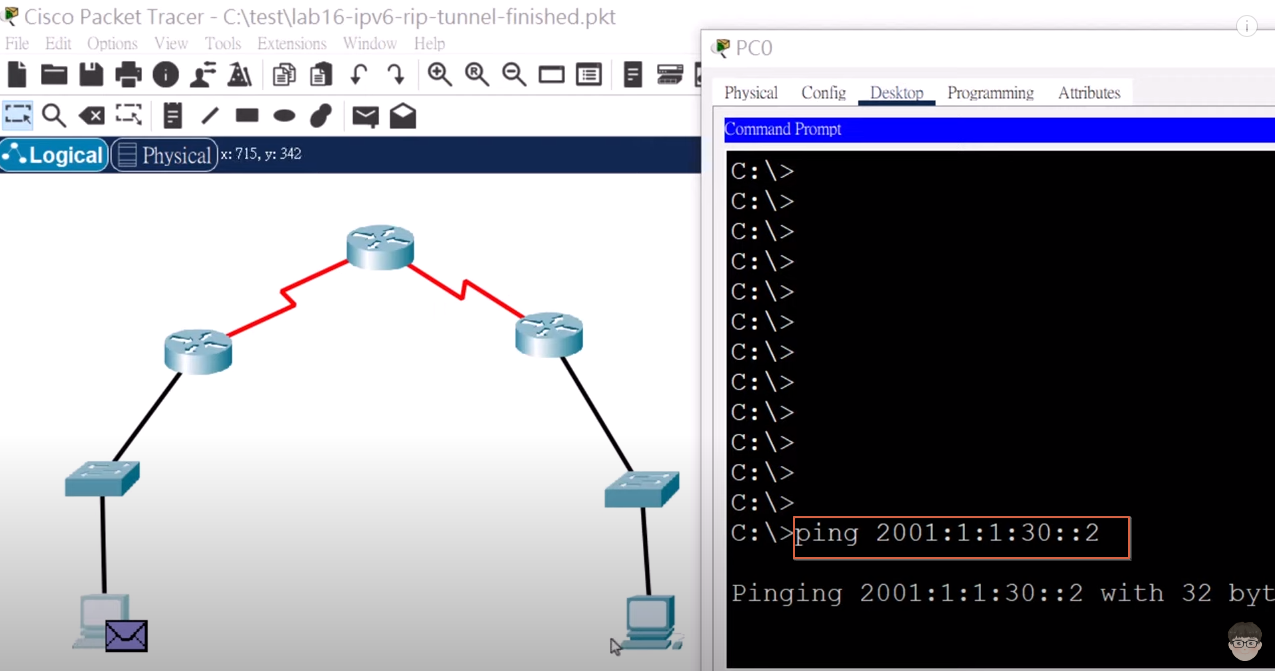 Cisco Packet Tracer - C:\test\lab16-ipv6-rip-tunnel-finished.pkt
File Edit Options View Tools Extensions Window Help
Logical Physical x: 715, y: 342
PC0
Physical Config Desktop Programming Attributes
Command Prompt
C:\>
C:\>
C:\>
C:\>
C:\>
C:\>
C:\>
C:\>
C:\>
C:\>
C:\>
C:\>
C:\>ping 2001:1:1:30::2
Pinging 2001:1:1:30::2 with 32 byt